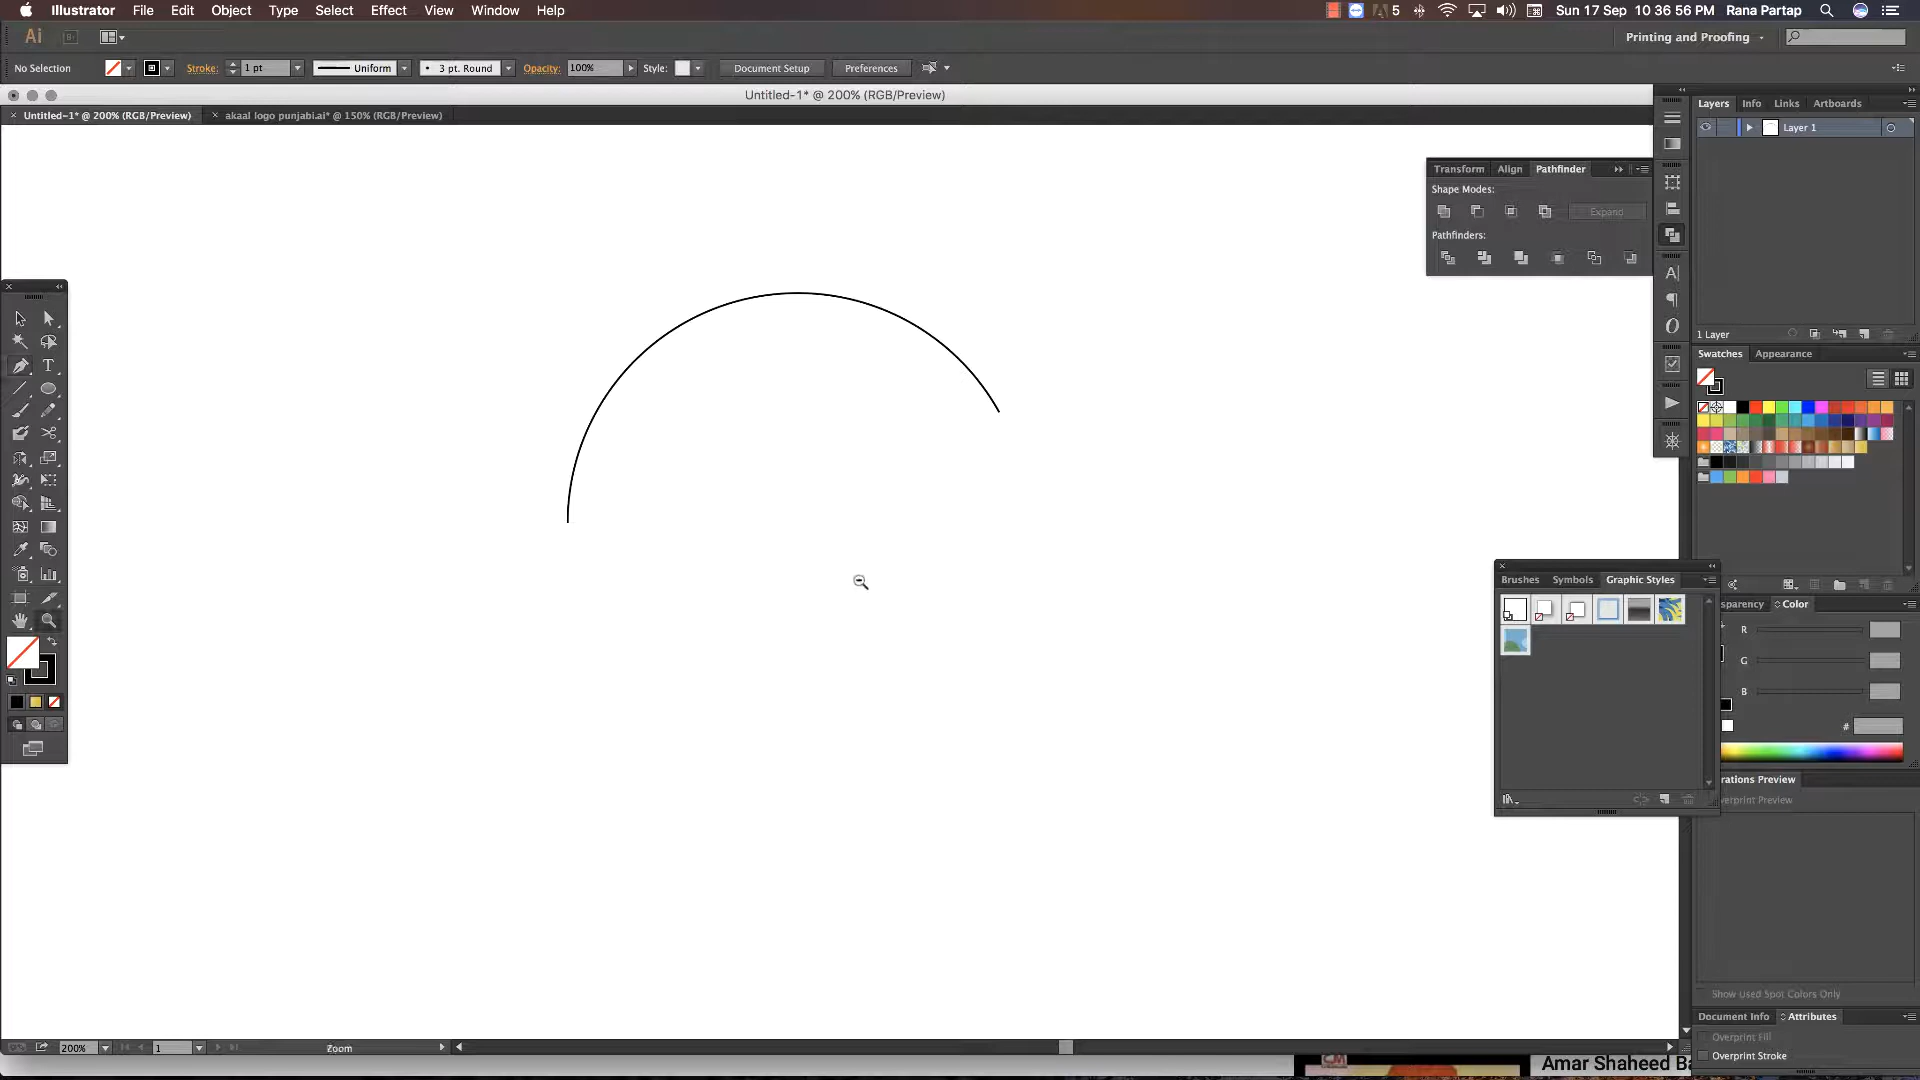 Illustrator File Edit Object Type Select Effect View Window Help
5 Sun 17 Sep 10 36 56 PM Rana Partap
Ai Br Printing and Proofing
No Selection Stroke: 1 pt Uniform 3 pt. Round Opacity: 100% Style: Document Setup Preferences
Untitled-1* @ 200% (RGB/Preview)
Untitled-1* @ 200% (RGB/Preview) akaal logo punjabi.ai* @ 150% (RGB/Preview)
Layers Info Links Artboards
Layer 1
Transform Align Pathfinder
Shape Modes:
Expand
Pathfinders:
1 Layer
Swatches Appearance
Brushes Symbols Graphic Styles
sparency Color
R
G
B
#
rations Preview
verprint Preview
Show Used Spot Colors Only
Document Info Attributes
Overprint Fill
Overprint Stroke
200% 1 Zoom
CM Amar Shaheed Ba